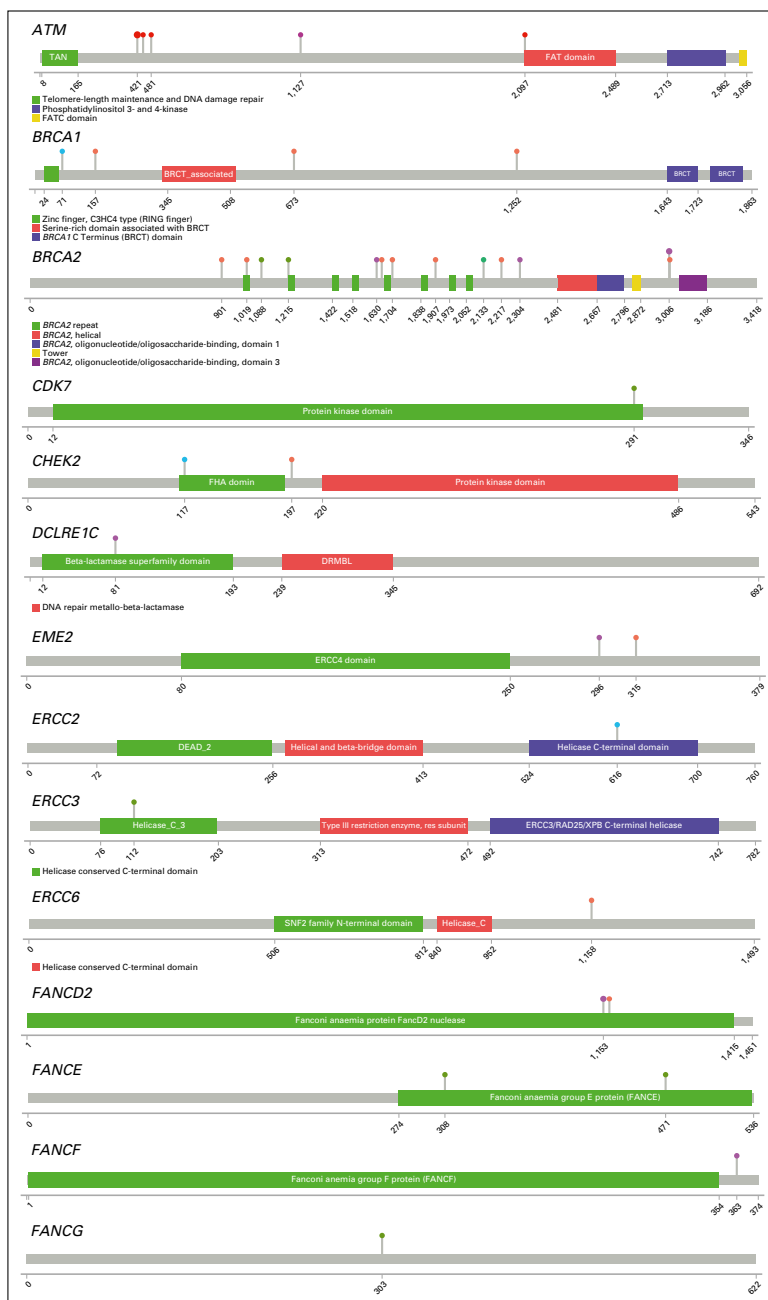 ATM
TAN
FAT domain
8
165
421
481
1,127
2,097
2,489
2,713
2,962
3,056
Telomere-length maintenance and DNA damage repair
Phosphatidylinositol 3- and 4-kinase
FATC domain
BRCA1
BRCT_associated
BRCT
BRCT
24
71
157
346
508
673
1,252
1,643
1,723
1,863
Zinc finger, C3HC4 type (RING finger)
Serine-rich domain associated with BRCT
BRCA1 C Terminus (BRCT) domain
BRCA2
0
901
1,019
1,088
1,215
1,422
1,518
1,630
1,704
1,838
1,907
1,973
2,052
2,133
2,217
2,304
2,481
2,667
2,796
2,872
3,006
3,186
3,418
BRCA2 repeat
BRCA2, helical
BRCA2, oligonucleotide/oligosaccharide-binding, domain 1
Tower
BRCA2, oligonucleotide/oligosaccharide-binding, domain 3
CDK7
Protein kinase domain
0
12
291
346
CHEK2
FHA domin
Protein kinase domain
0
117
197
220
486
543
DCLRE1C
Beta-lactamase superfamily domain
DRMBL
12
81
193
239
345
692
DNA repair metallo-beta-lactamase
EME2
ERCC4 domain
0
80
250
296
315
379
ERCC2
DEAD_2
Helical and beta-bridge domain
Helicase C-terminal domain
0
72
256
413
524
616
700
760
ERCC3
Helicase_C_3
Type III restriction enzyme, res subunit
ERCC3/RAD25/XPB C-terminal helicase
0
76
112
203
313
472
492
742
782
Helicase conserved C-terminal domain
ERCC6
SNF2 family N-terminal domain
Helicase_C
0
506
812
840
952
1,158
1,493
Helicase conserved C-terminal domain
FANCD2
Fanconi anaemia protein FancD2 nuclease
1
1,153
1,415
1,451
FANCE
Fanconi anaemia group E protein (FANCE)
0
274
308
471
536
FANCF
Fanconi anemia group F protein (FANCF)
1
354
363
374
FANCG
0
303
622